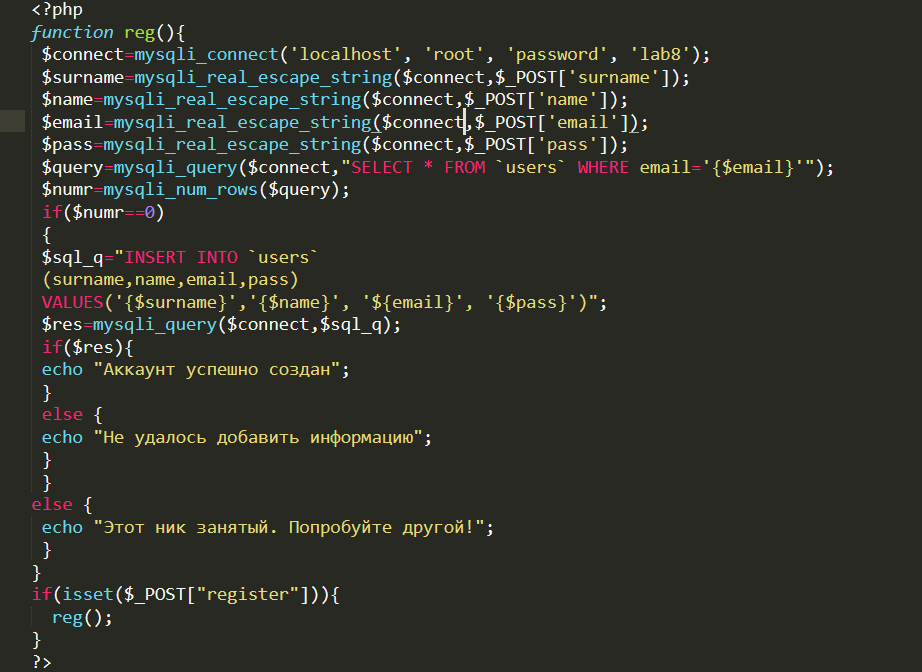 <?php
function reg(){
$connect=mysqli_connect('localhost', 'root', 'password', 'lab8');
$surname=mysqli_real_escape_string($connect,$_POST['surname']);
$name=mysqli_real_escape_string($connect,$_POST['name']);
$email=mysqli_real_escape_string($connect,$_POST['email']);
$pass=mysqli_real_escape_string($connect,$_POST['pass']);
$query=mysqli_query($connect,"SELECT * FROM `users` WHERE email='{$email}'");
$numr=mysqli_num_rows($query);
if($numr==0)
{
$sql_q="INSERT INTO `users`
(surname,name,email,pass)
VALUES('{$surname}','{$name}', '${email}', '{$pass}')";
$res=mysqli_query($connect,$sql_q);
if($res){
echo "Аккаунт успешно создан";
}
else {
echo "Не удалось добавить информацию";
}
}
else {
echo "Этот ник занятый. Попробуйте другой!";
}
}
if(isset($_POST["register"])){
reg();
}
?>